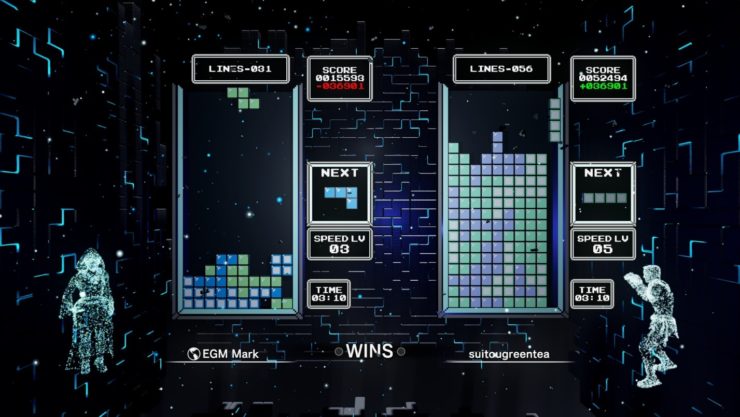 LINES-031
SCORE
0015593
-036901
NEXT
SPEED LV
03
TIME
03:10
EGM Mark
WINS
LINES-056
SCORE
0052494
+036901
NEXT
SPEED LV
05
TIME
03:10
suitougreentea